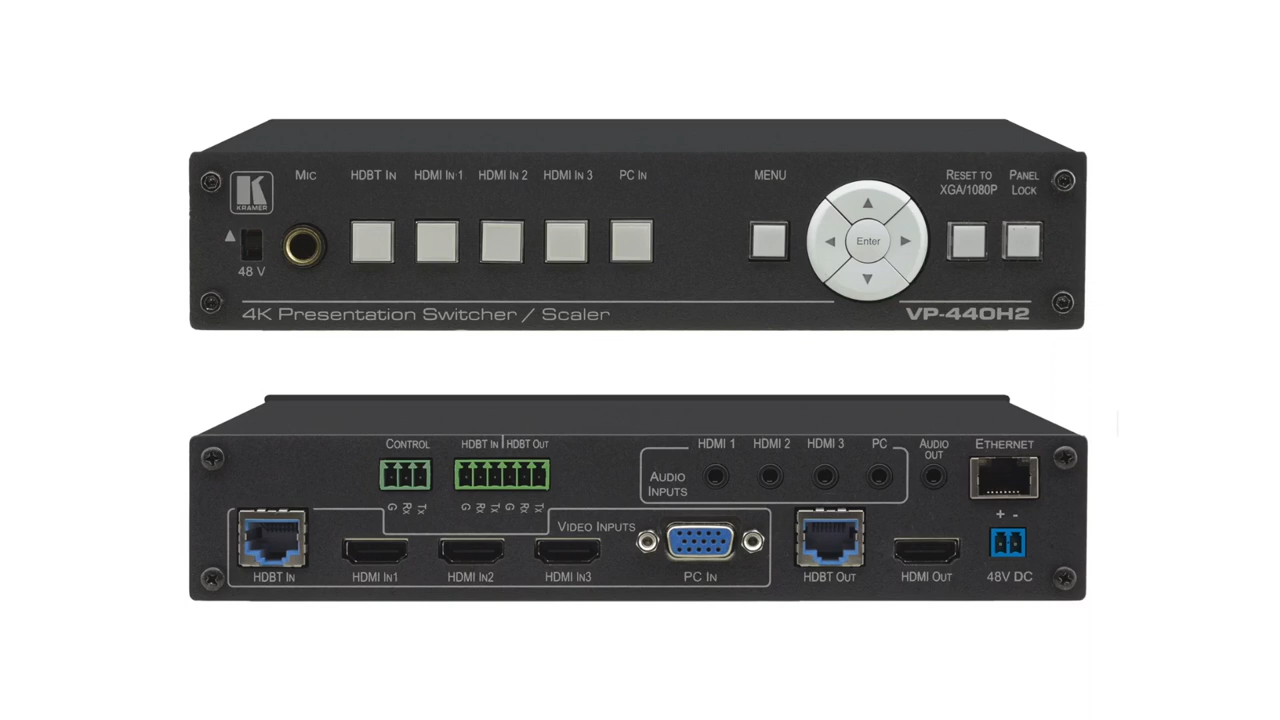 MIC HDBT IN HDMI IN 1 HDMI IN 2 HDMI IN 3 PC IN MENU RESET TO XGA/1080P PANEL LOCK
K
KRAMER
Enter
48 V
4K Presentation Switcher / Scaler VP-440H2
CONTROL HDBT IN HDBT OUT HDMI 1 HDMI 2 HDMI 3 PC AUDIO OUT ETHERNET
AUDIO INPUTS
G Rx Tx G Rx Tx G Rx Tx
+ -
VIDEO INPUTS
HDBT IN HDMI IN1 HDMI IN2 HDMI IN3 PC IN HDBT OUT HDMI OUT 48V DC